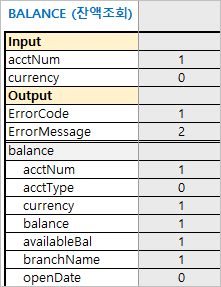 BALANCE (잔액조회)
Input
acctNum 1
currency 0
Output
ErrorCode 1
ErrorMessage 2
balance
acctNum 1
acctType 0
currency 1
balance 1
availableBal 1
branchName 1
openDate 0